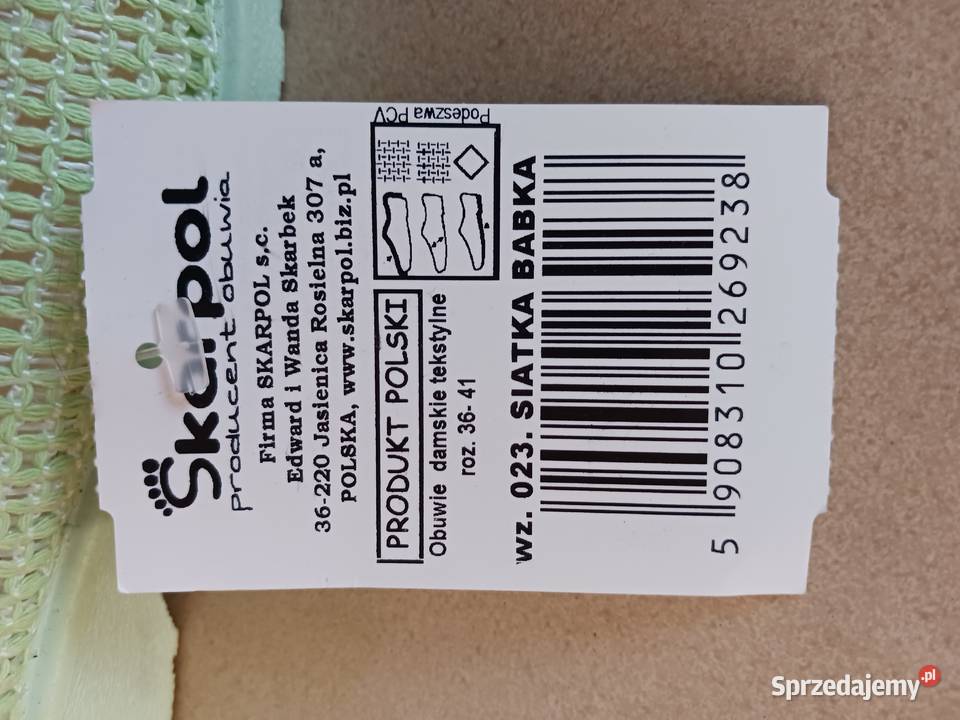 Skarpol
producent obuwia
Firma SKARPOL s,c.
Edward i Wanda Skarbek
36-220 Jasienica Rosielna 307 a,
POLSKA, www.skarpol.biz.pl
PRODUKT POLSKI
Obuwie damskie tekstylne
roz. 36- 41
Podeszwa PCV
wz. 023. SIATKA BABKA
5 908310 269238
Sprzedajemy.pl